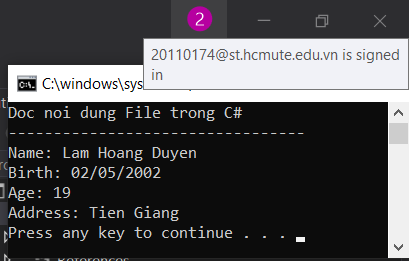 2
20110174@st.hcmute.edu.vn is signed
in
C:\windows\sys
Doc noi dung File trong C#
--------------------------------
Name: Lam Hoang Duyen
Birth: 02/05/2002
Age: 19
Address: Tien Giang
Press any key to continue . . .
References